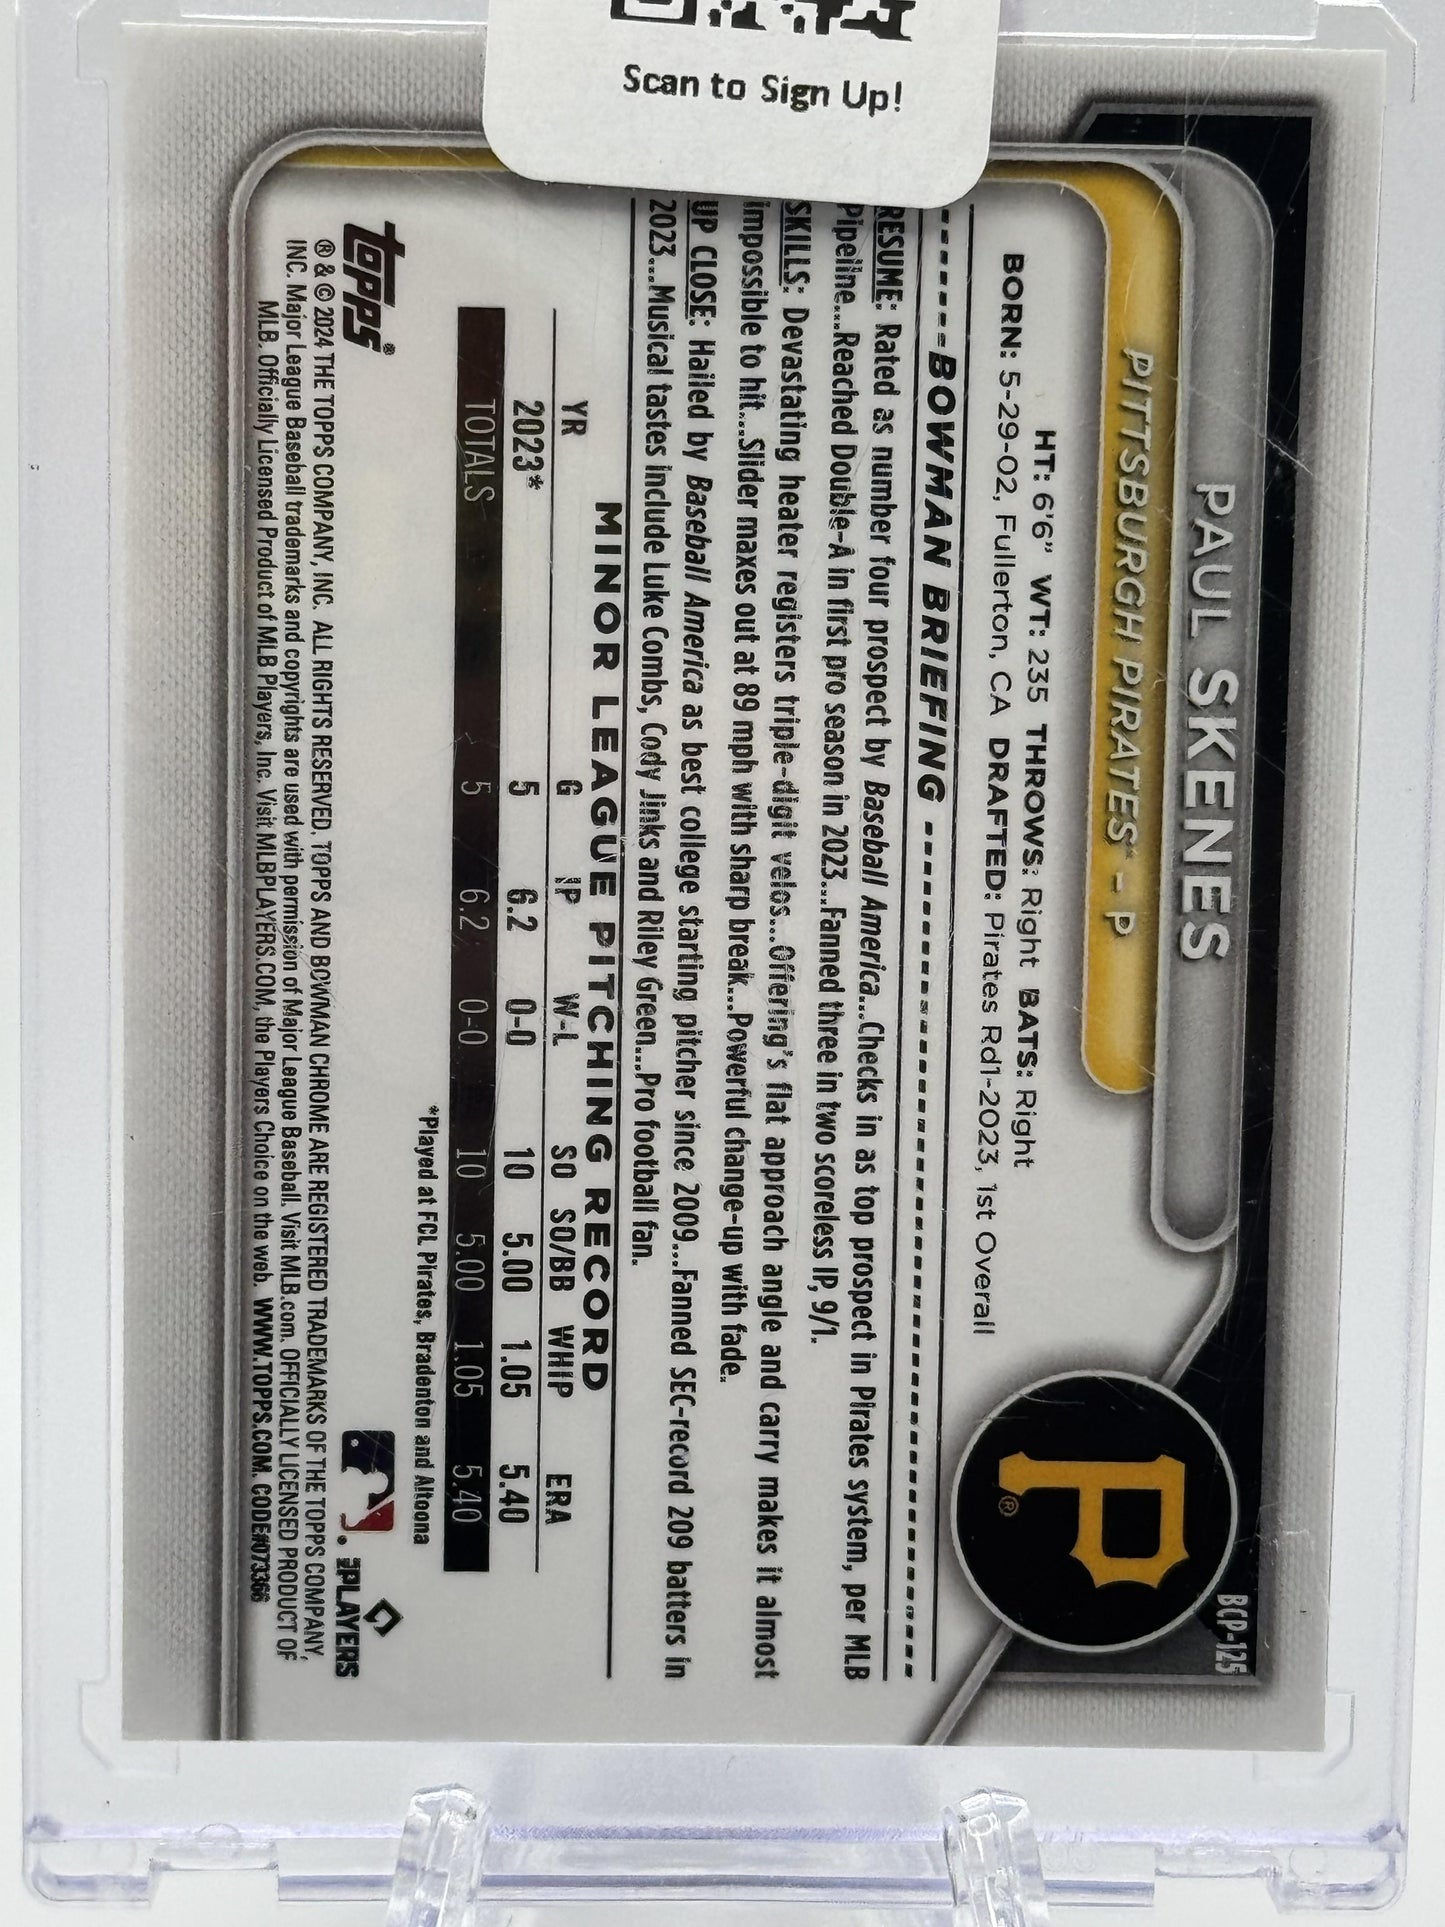 Scan to Sign Up!
BCP-125
PAUL SKENES
PITTSBURGH PIRATES® - P
HT: 6'6" WT: 235 THROWS: Right BATS: Right
BORN: 5-29-02, Fullerton, CA DRAFTED: Pirates Rd1-2023, 1st Overall
BOWMAN BRIEFING
RESUME: Rated as number four prospect by Baseball America...Checks in as top prospect in Pirates system, per MLB
Pipeline...Reached Double-A in first pro season in 2023...Fanned three in two scoreless IP, 9/1.
SKILLS: Devastating heater registers triple-digit velos...Offering's flat approach angle and carry makes it almost
impossible to hit...Slider maxes out at 89 mph with sharp break...Powerful change-up with fade.
UP CLOSE: Hailed by Baseball America as best college starting pitcher since 2009...Fanned SEC-record 209 batters in
2023...Musical tastes include Luke Combs, Cody Jinks and Riley Green...Pro football fan.
MINOR LEAGUE PITCHING RECORD
YR G IP W-L SO SO/BB WHIP ERA
2023* 5 6.2 0-0 10 5.00 1.05 5.40
TOTALS 5 6.2 0-0 10 5.00 1.05 5.40
*Played at FCL Pirates, Bradenton and Altoona
topps®
PLAYERS
® & © 2024 THE TOPPS COMPANY, INC. ALL RIGHTS RESERVED. TOPPS AND BOWMAN CHROME ARE REGISTERED TRADEMARKS OF THE TOPPS COMPANY,
INC. Major League Baseball trademarks and copyrights are used with permission of Major League Baseball. Visit MLB.com. OFFICIALLY LICENSED PRODUCT OF
MLB. Officially Licensed Product of MLB Players, Inc. Visit MLBPLAYERS.COM, the Players Choice on the web. WWW.TOPPS.COM. CODE#073366